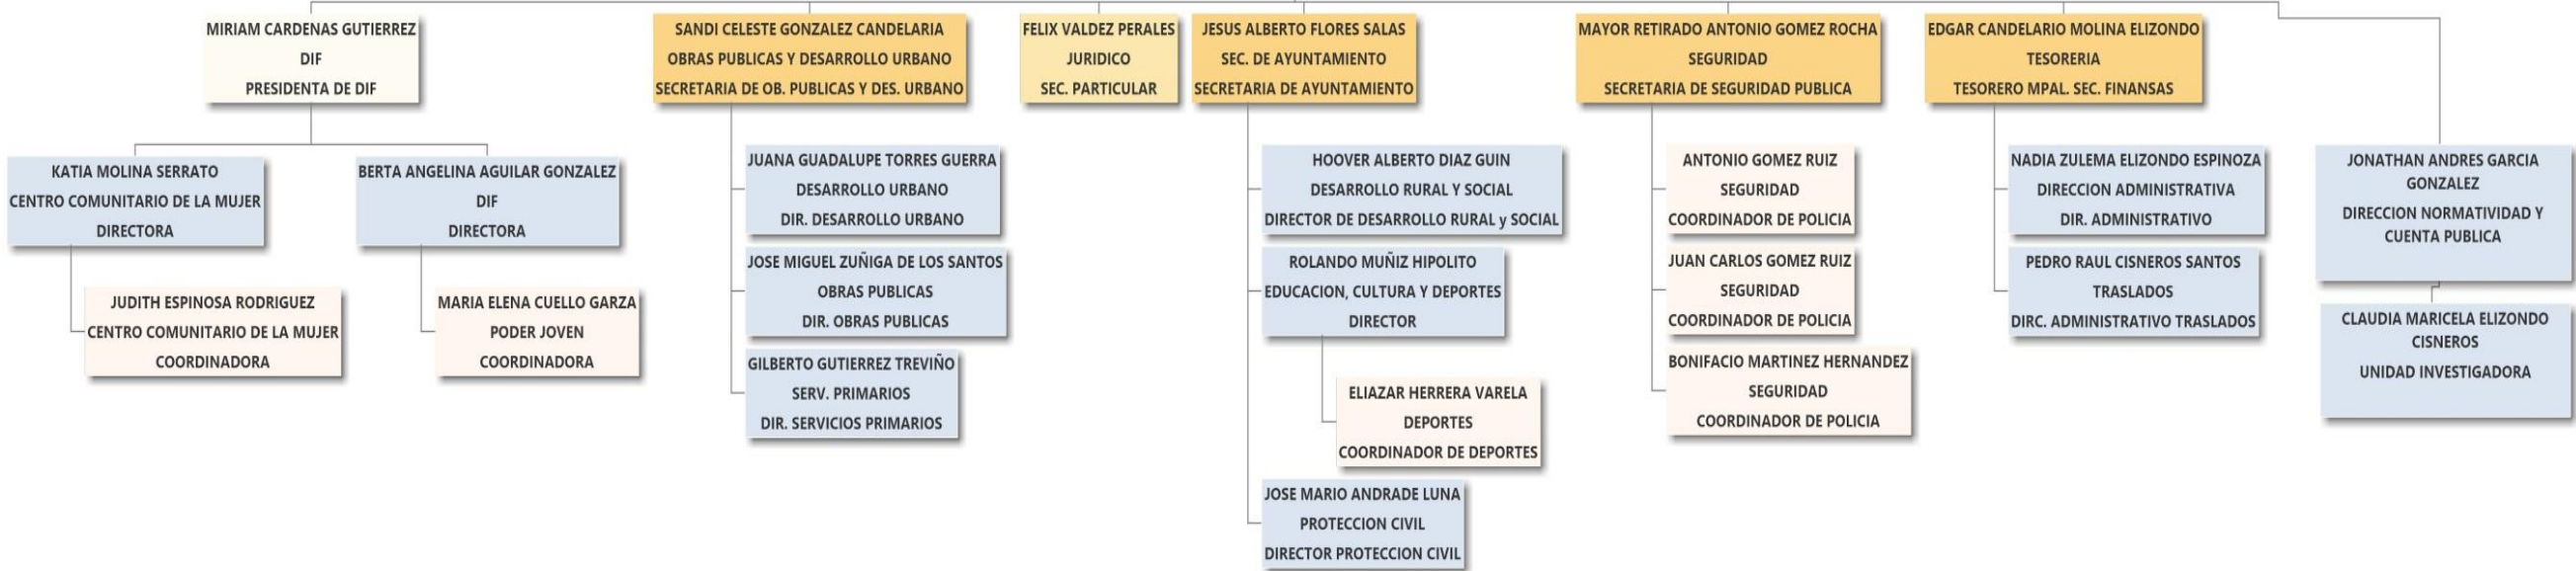 MIRIAM CARDENAS GUTIERREZ
DIF
PRESIDENTA DE DIF
KATIA MOLINA SERRATO
CENTRO COMUNITARIO DE LA MUJER
DIRECTORA
JUDITH ESPINOSA RODRIGUEZ
CENTRO COMUNITARIO DE LA MUJER
COORDINADORA
BERTA ANGELINA AGUILAR GONZALEZ
DIF
DIRECTORA
MARIA ELENA CUELLO GARZA
PODER JOVEN
COORDINADORA
SANDI CELESTE GONZALEZ CANDELARIA
OBRAS PUBLICAS Y DESARROLLO URBANO
SECRETARIA DE OB. PUBLICAS Y DES. URBANO
JUANA GUADALUPE TORRES GUERRA
DESARROLLO URBANO
DIR. DESARROLLO URBANO
JOSE MIGUEL ZUÑIGA DE LOS SANTOS
OBRAS PUBLICAS
DIR. OBRAS PUBLICAS
GILBERTO GUTIERREZ TREVIÑO
SERV. PRIMARIOS
DIR. SERVICIOS PRIMARIOS
FELIX VALDEZ PERALES
JURIDICO
SEC. PARTICULAR
JESUS ALBERTO FLORES SALAS
SEC. DE AYUNTAMIENTO
SECRETARIA DE AYUNTAMIENTO
HOOVER ALBERTO DIAZ GUIN
DESARROLLO RURAL Y SOCIAL
DIRECTOR DE DESARROLLO RURAL y SOCIAL
ROLANDO MUÑIZ HIPOLITO
EDUCACION, CULTURA Y DEPORTES
DIRECTOR
ELIAZAR HERRERA VARELA
DEPORTES
COORDINADOR DE DEPORTES
JOSE MARIO ANDRADE LUNA
PROTECCION CIVIL
DIRECTOR PROTECCION CIVIL
MAYOR RETIRADO ANTONIO GOMEZ ROCHA
SEGURIDAD
SECRETARIA DE SEGURIDAD PUBLICA
ANTONIO GOMEZ RUIZ
SEGURIDAD
COORDINADOR DE POLICIA
JUAN CARLOS GOMEZ RUIZ
SEGURIDAD
COORDINADOR DE POLICIA
BONIFACIO MARTINEZ HERNANDEZ
SEGURIDAD
COORDINADOR DE POLICIA
EDGAR CANDELARIO MOLINA ELIZONDO
TESORERIA
TESORERO MPAL. SEC. FINANSAS
NADIA ZULEMA ELIZONDO ESPINOZA
DIRECCION ADMINISTRATIVA
DIR. ADMINISTRATIVO
PEDRO RAUL CISNEROS SANTOS
TRASLADOS
DIRC. ADMINISTRATIVO TRASLADOS
JONATHAN ANDRES GARCIA
GONZALEZ
DIRECCION NORMATIVIDAD Y
CUENTA PUBLICA
CLAUDIA MARICELA ELIZONDO
CISNEROS
UNIDAD INVESTIGADORA